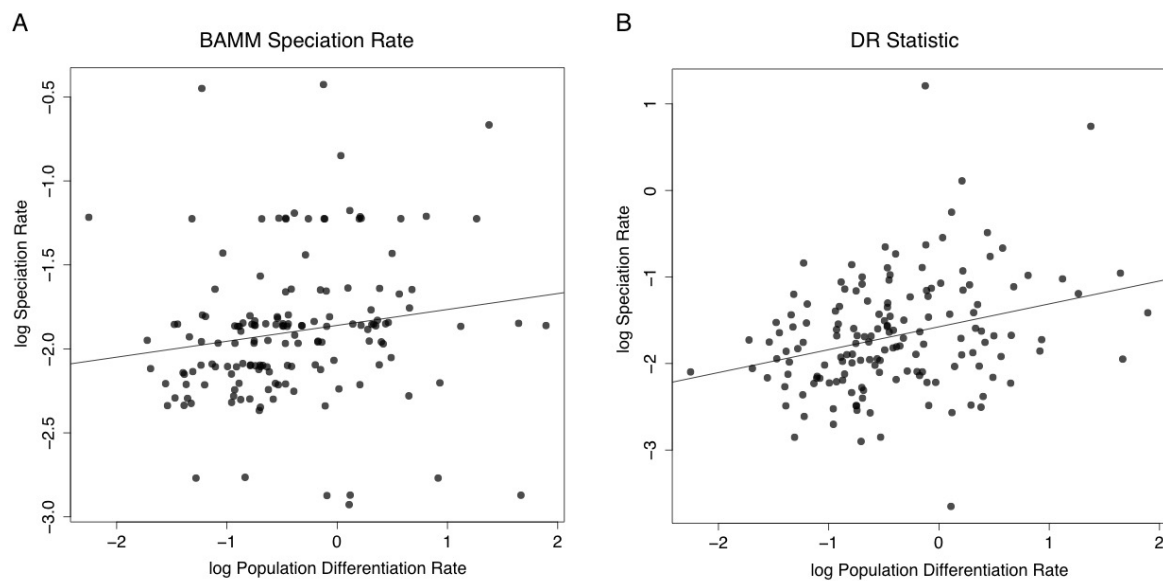 A
BAMM Speciation Rate
log Speciation Rate
−0.5
−1.0
−1.5
−2.0
−2.5
−3.0
−2
−1
0
1
2
log Population Differentiation Rate
B
DR Statistic
log Speciation Rate
1
0
−1
−2
−3
−2
−1
0
1
2
log Population Differentiation Rate